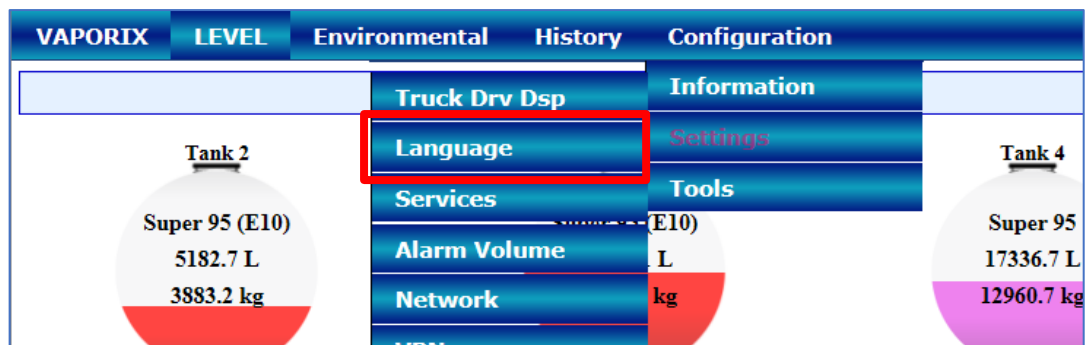 VAPORIX LEVEL Environmental History Configuration
Information
Settings
Tools
Truck Drv Dsp
Language
Services
Alarm Volume
Network
Tank 2
Super 95 (E10)
5182.7 L
3883.2 kg
(E10)
L
kg
Tank 4
Super 95
17336.7 L
12960.7 kg